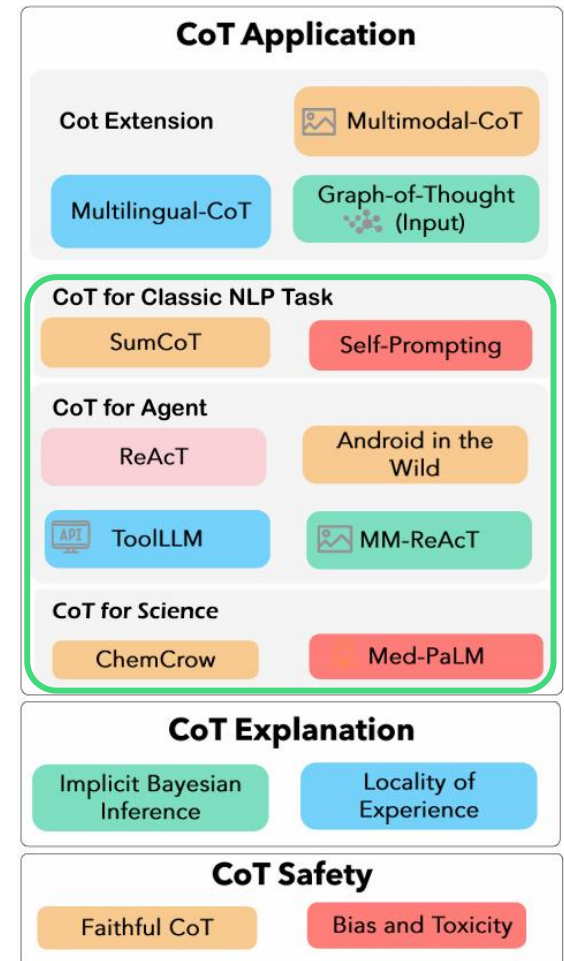 CoT Application
Cot Extension
Multimodal-CoT
Multilingual-CoT
Graph-of-Thought
(Input)
CoT for Classic NLP Task
SumCoT
Self-Prompting
CoT for Agent
ReAcT
Android in the
Wild
API
ToolLLM
MM-ReAcT
CoT for Science
ChemCrow
Med-PaLM
CoT Explanation
Implicit Bayesian
Inference
Locality of
Experience
CoT Safety
Faithful CoT
Bias and Toxicity